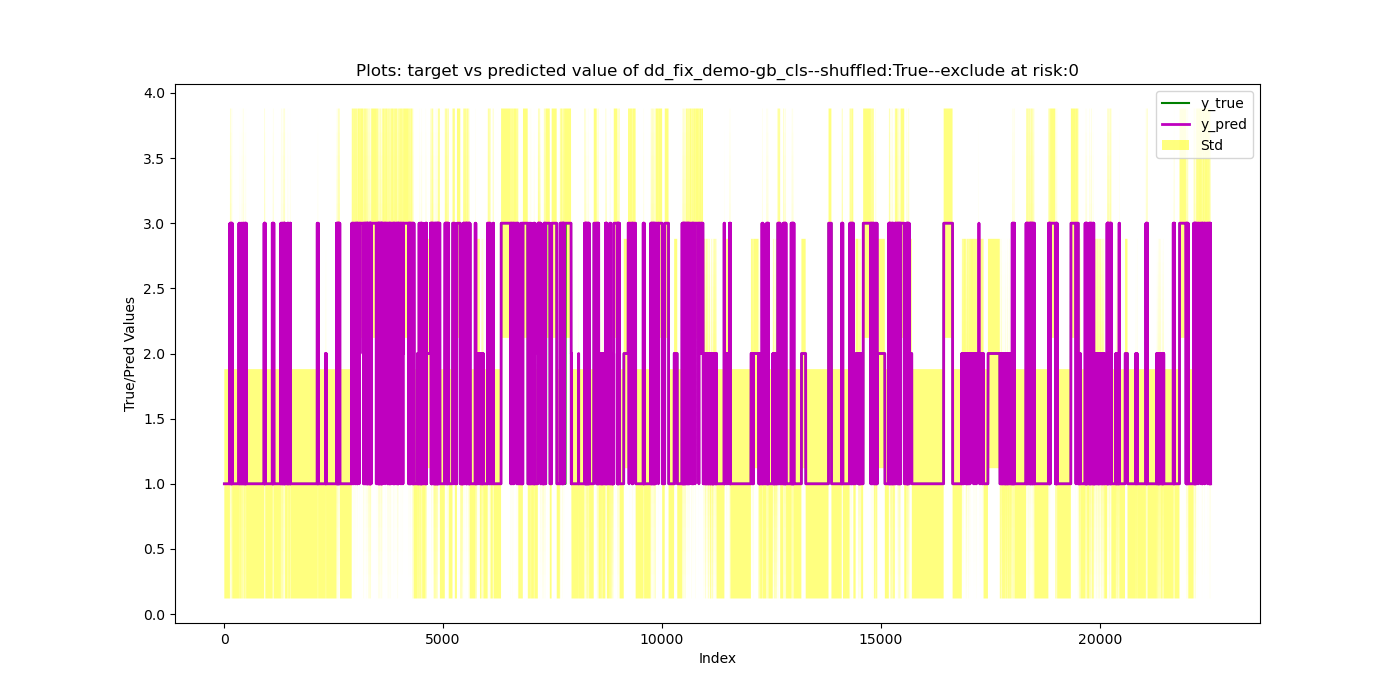 Plots: target vs predicted value of dd_fix_demo-gb_cls--shuffled:True--exclude at risk:0
4.0
3.5
3.0
2.5
2.0
1.5
1.0
0.5
0.0
True/Pred Values
y_true
y_pred
Std
0
5000
10000
15000
20000
Index